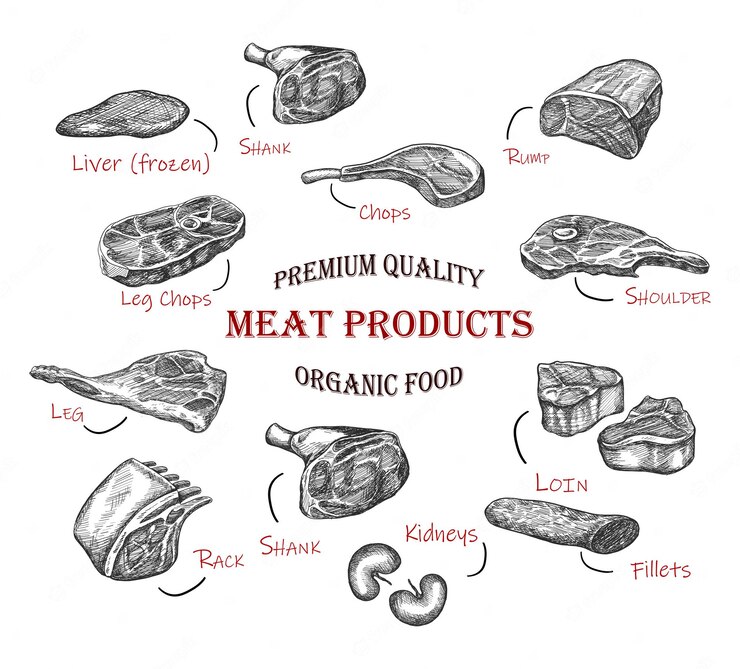 SHANK
Liver (frozen)
RUMP
Chops
Leg Chops
SHOULDER
PREMIUM QUALITY
MEAT PRODUCTS
ORGANIC FOOD
LEG
LOIN
RACK
SHANK
Kidneys
Fillets